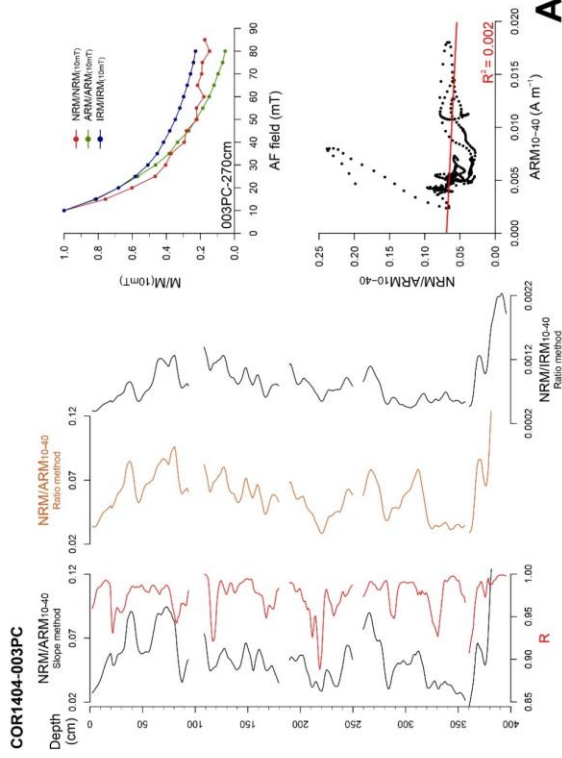 COR1404-003PC
A
Depth
(cm)
0
50
100
150
200
250
300
350
400
NRM/ARM10-40
Slope method
0.02
0.07
0.12
R
0.85
0.90
0.95
1.00
NRM/ARM10-40
Ratio method
0.02
0.07
0.12
NRM/IRM10-40
Ratio method
0.0002
0.0012
0.0022
M/M(10mT)
1.0
0.8
0.6
0.4
0.2
0.0
NRM/NRM(10mT)
ARM/ARM(10mT)
IRM/IRM(10mT)
003PC-270cm
0 10 20 30 40 50 60 70 80 90
AF field (mT)
NRM/ARM10-40
0.25
0.20
0.15
0.10
0.05
0.00
R² = 0.002
0.000 0.005 0.010 0.015 0.020
ARM10-40 (A m⁻¹)